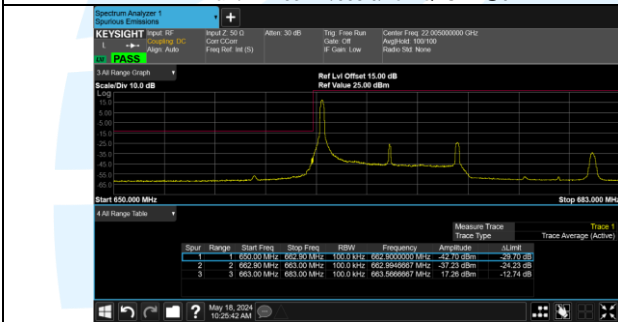 Spectrum Analyzer 1
Spurious Emissions
+
KEYSIGHT Input: RF Input Z: 50 Ω Atten: 30 dB Trig: Free Run Center Freq: 22.005000000 GHz
Coupling: DC Corr CCorr Gate: Off Avg|Hold: 100/100
L Align: Auto Freq Ref: Int (S) IF Gain: Low Radio Std: None
PASS
3 All Range Graph
Ref Lvl Offset 15.00 dB
Scale/Div 10.0 dB Ref Value 25.00 dBm
Log
15.0
5.00
-5.00
-15.0
-25.0
-35.0
-45.0
-55.0
-65.0
Start 650.000 MHz Stop 683.000 MHz
4 All Range Table
Measure Trace Trace 1
Trace Type Trace Average (Active)
Spur Range Start Freq Stop Freq RBW Frequency Amplitude ΔLimit
1 1 650.00 MHz 662.90 MHz 100.0 kHz 662.9000000 MHz -42.70 dBm -29.70 dB
2 2 662.90 MHz 663.00 MHz 100.0 kHz 662.9946667 MHz -37.23 dBm -24.23 dB
3 3 663.00 MHz 683.00 MHz 100.0 kHz 663.5666667 MHz 17.26 dBm -12.74 dB
?
May 18, 2024
10:25:42 AM